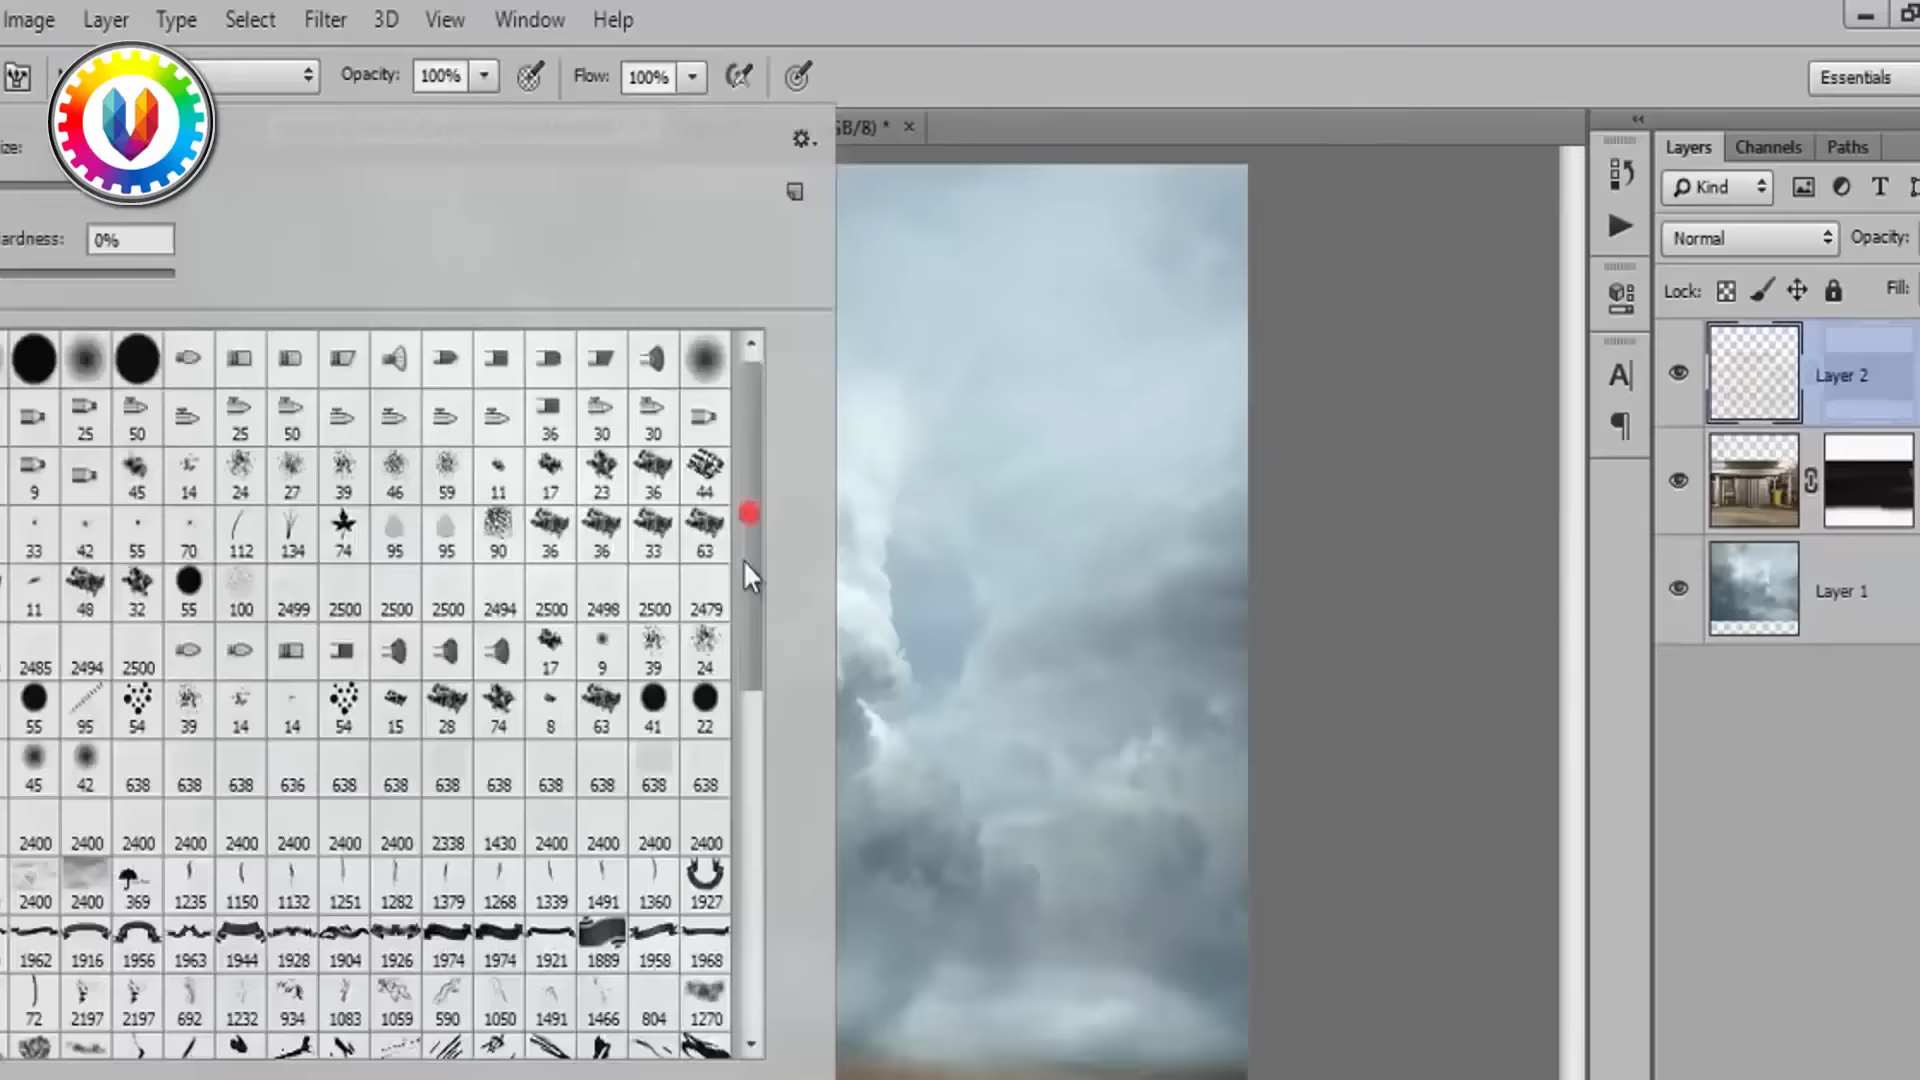 Image Layer Type Select Filter 3D View Window Help
Opacity: 100% Flow: 100% Essentials
ize: GB/8) * ×
Layers Channels Paths
Kind T
ardness: 0% Normal Opacity:
Lock: Fill:
Layer 2
25 50 25 50 36 30 30
9 45 14 24 27 39 46 59 11 17 23 36 44
33 42 55 70 112 134 74 95 95 90 36 36 33 63
11 48 32 55 100 2499 2500 2500 2500 2494 2500 2498 2500 2479
Layer 1
2485 2494 2500 17 9 39 24
55 95 54 39 14 14 54 15 28 74 8 63 41 22
45 42 638 638 638 636 638 638 638 638 638 638 638 638
2400 2400 2400 2400 2400 2400 2400 2400 2338 1430 2400 2400 2400 2400
2400 2400 369 1235 1150 1132 1251 1282 1379 1268 1339 1491 1360 1927
1962 1916 1956 1963 1944 1928 1904 1926 1974 1974 1921 1889 1958 1968
72 2197 2197 692 1232 934 1083 1059 590 1050 1491 1466 804 1270